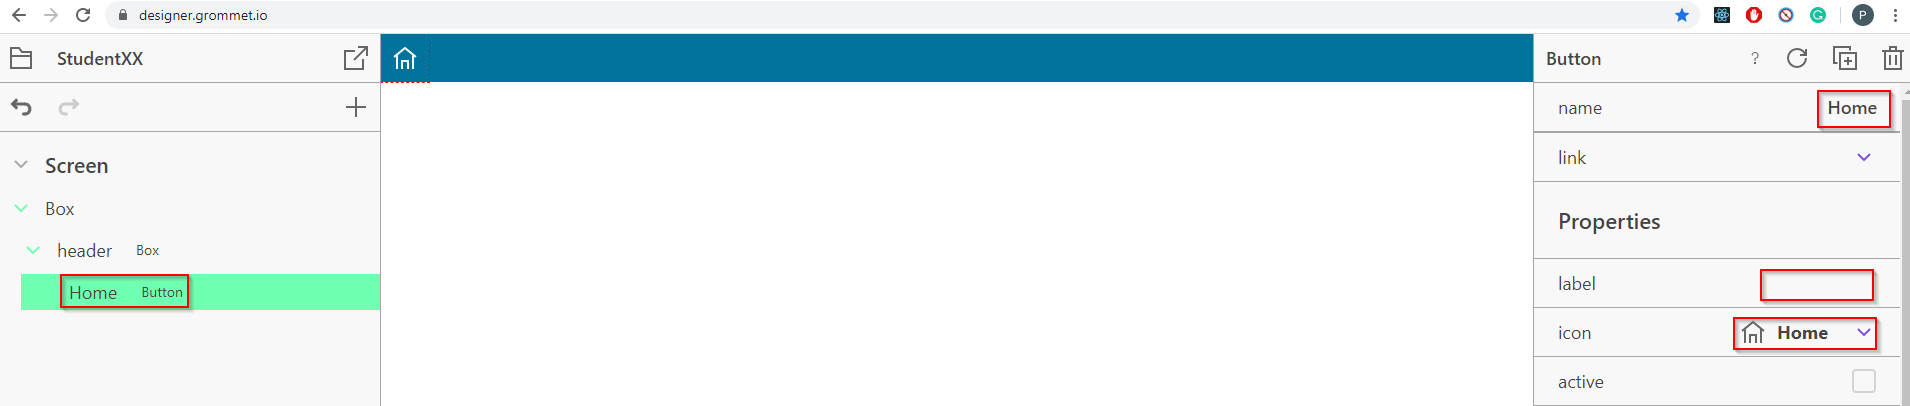 designer.grommet.io
P
StudentXX
Button
?
name Home
Screen
link
Box
Properties
header Box
Home Button
label
icon Home
active